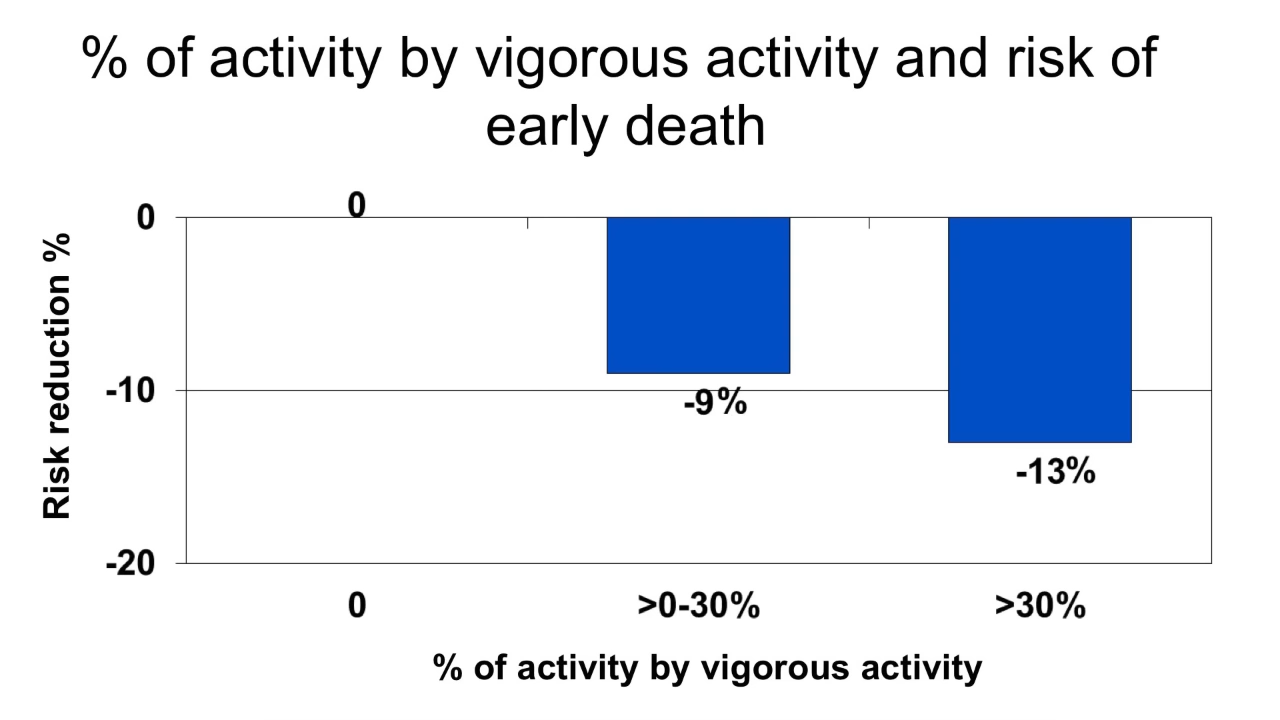 % of activity by vigorous activity and risk of
early death
0
0
-10
-20
Risk reduction %
-9%
-13%
0
>0-30%
>30%
% of activity by vigorous activity